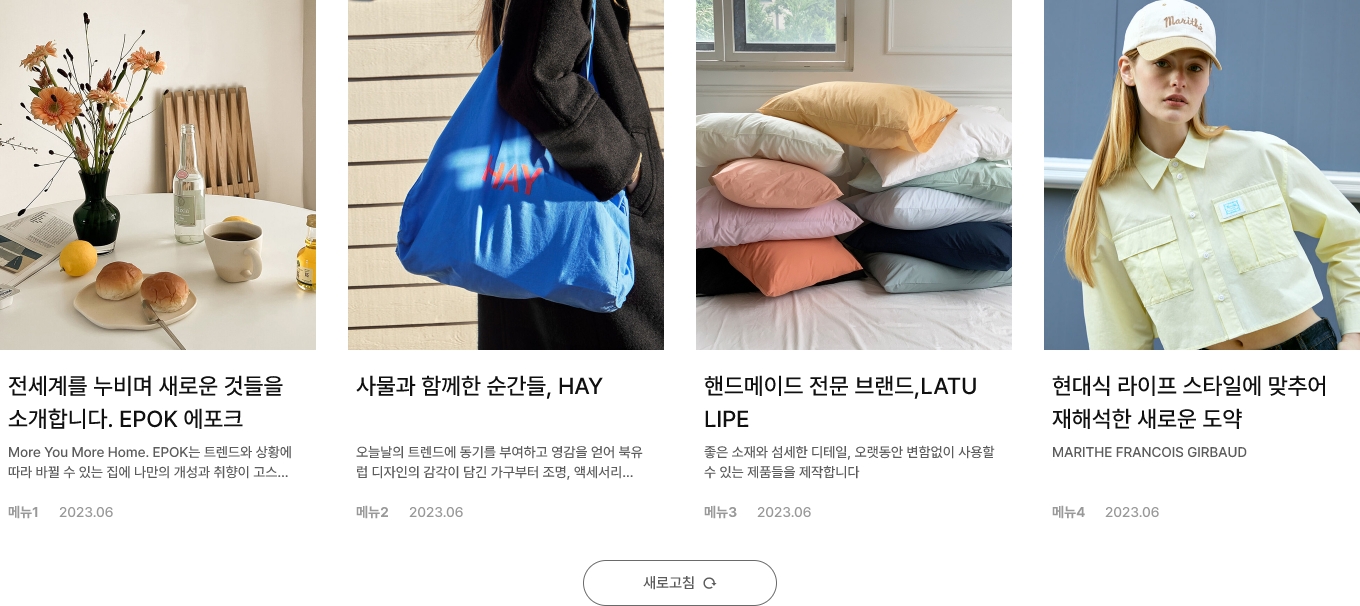 Marithé
HAY
전세계를 누비며 새로운 것들을
소개합니다. EPOK 에포크
More You More Home. EPOK는 트렌드와 상황에
따라 바뀔 수 있는 집에 나만의 개성과 취향이 고스...
메뉴1 2023.06
사물과 함께한 순간들, HAY
오늘날의 트렌드에 동기를 부여하고 영감을 얻어 북유
럽 디자인의 감각이 담긴 가구부터 조명, 액세서리...
메뉴2 2023.06
핸드메이드 전문 브랜드,LATU
LIPE
좋은 소재와 섬세한 디테일, 오랫동안 변함없이 사용할
수 있는 제품들을 제작합니다
메뉴3 2023.06
현대식 라이프 스타일에 맞추어
재해석한 새로운 도약
MARITHE FRANCOIS GIRBAUD
메뉴4 2023.06
새로고침